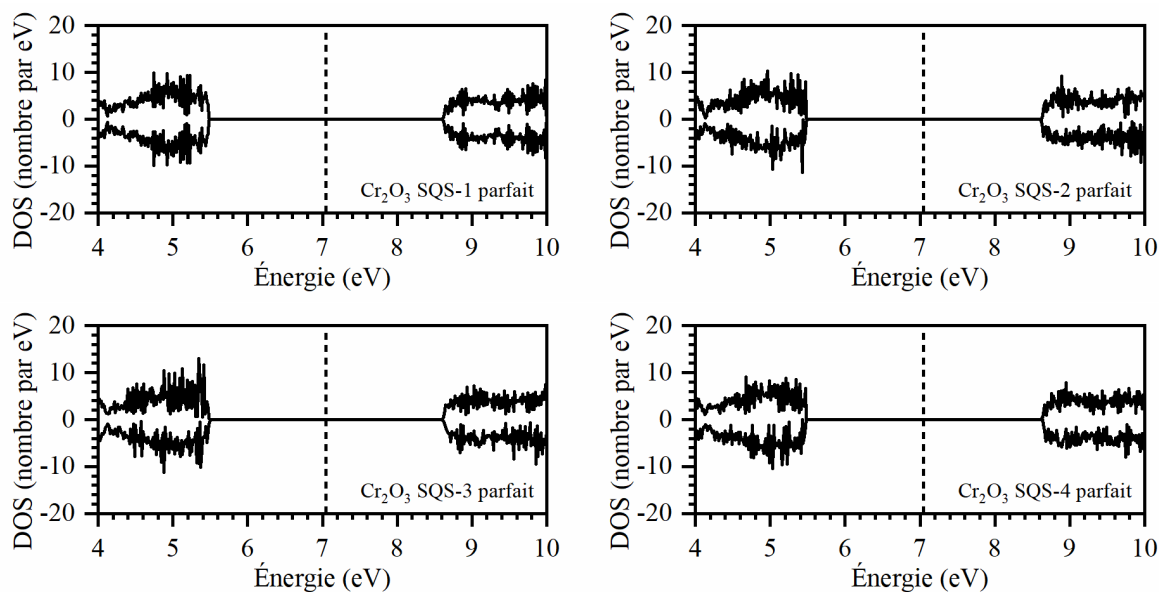 20
10
0
-10
-20
DOS (nombre par eV)
Cr₂O₃ SQS-1 parfait
4 5 6 7 8 9 10
Énergie (eV)
20
10
0
-10
-20
DOS (nombre par eV)
Cr₂O₃ SQS-2 parfait
4 5 6 7 8 9 10
Énergie (eV)
20
10
0
-10
-20
DOS (nombre par eV)
Cr₂O₃ SQS-3 parfait
4 5 6 7 8 9 10
Énergie (eV)
20
10
0
-10
-20
DOS (nombre par eV)
Cr₂O₃ SQS-4 parfait
4 5 6 7 8 9 10
Énergie (eV)